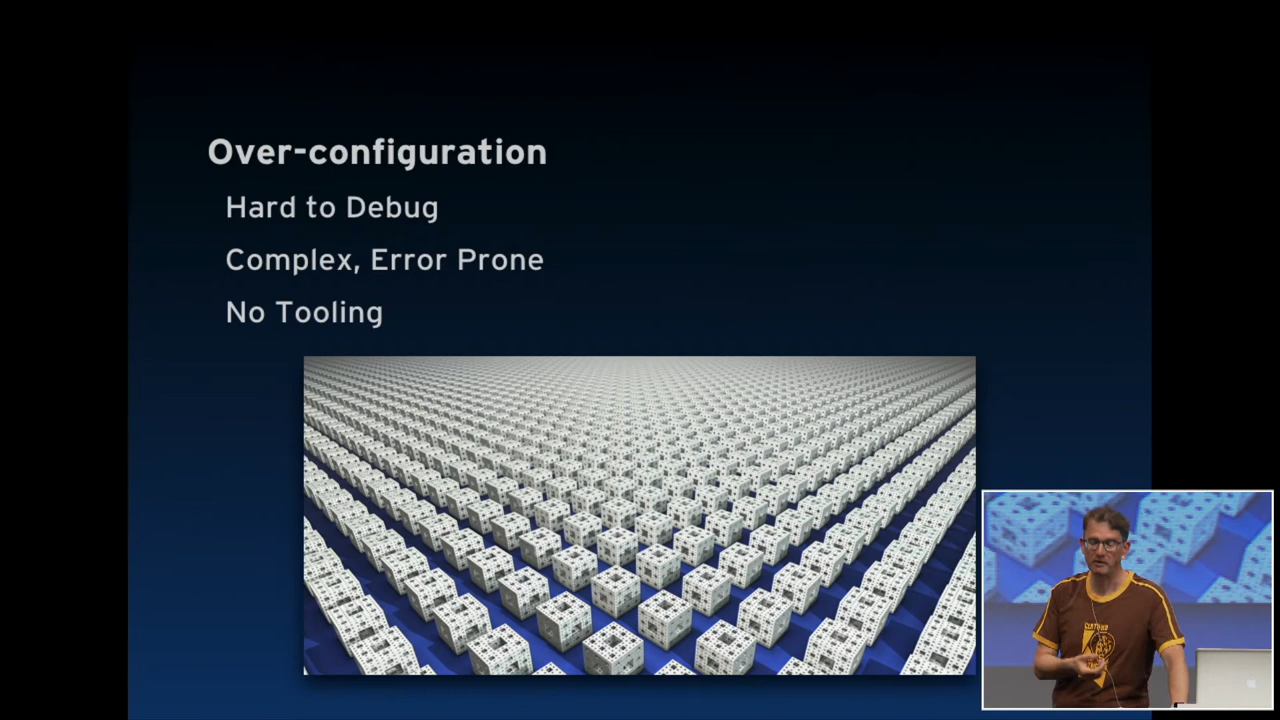 Over-configuration
Hard to Debug
Complex, Error Prone
No Tooling